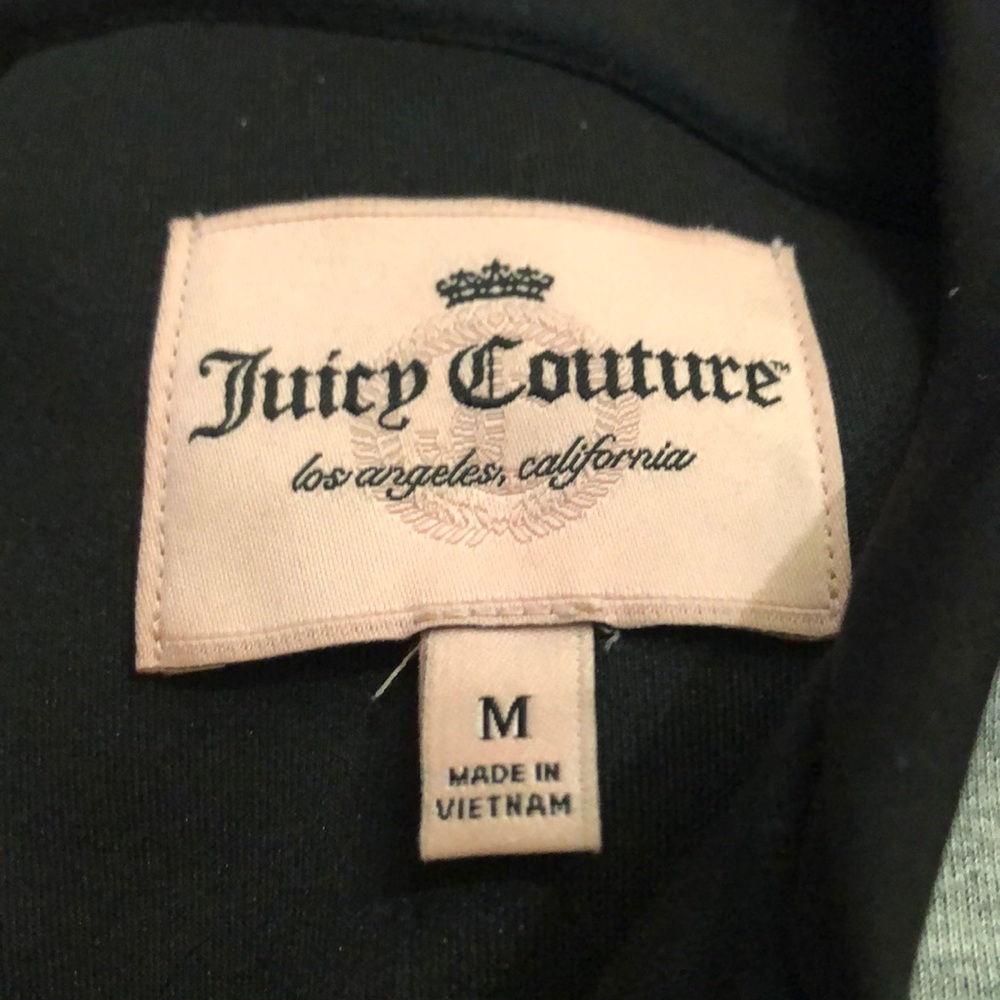 Juicy Couture™
los angeles, california
M
MADE IN
VIETNAM